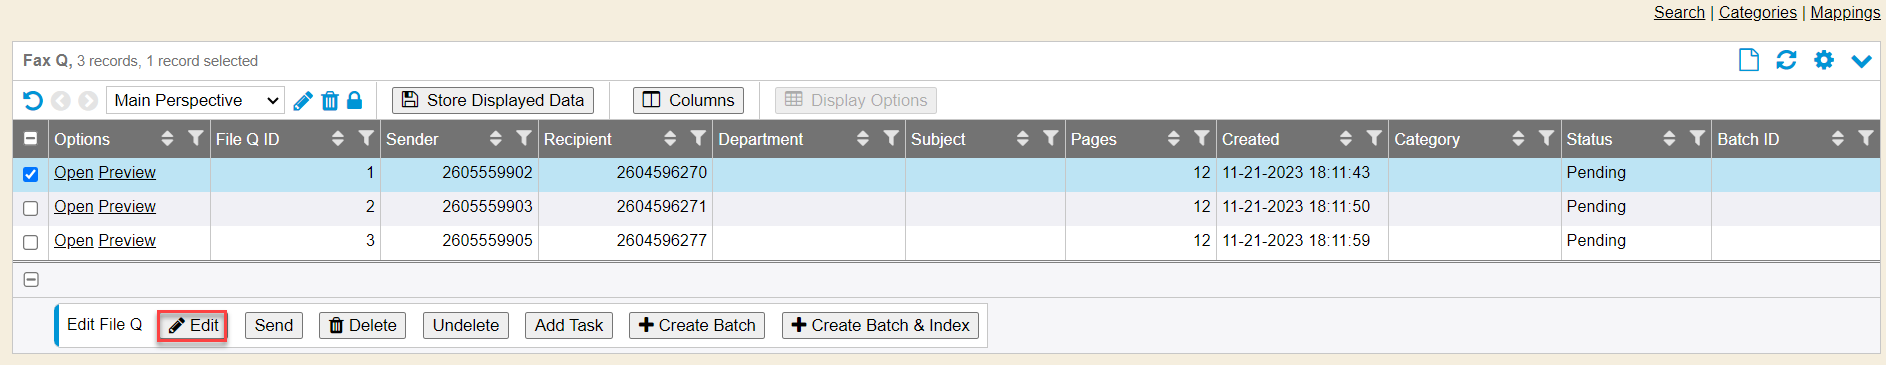 Search | Categories | Mappings
Fax Q, 3 records, 1 record selected
Main Perspective Store Displayed Data Columns Display Options
Options File Q ID Sender Recipient Department Subject Pages Created Category Status Batch ID
Open Preview 1 2605559902 2604596270 12 11-21-2023 18:11:43 Pending
Open Preview 2 2605559903 2604596271 12 11-21-2023 18:11:50 Pending
Open Preview 3 2605559905 2604596277 12 11-21-2023 18:11:59 Pending
Edit File Q Edit Send Delete Undelete Add Task Create Batch Create Batch & Index